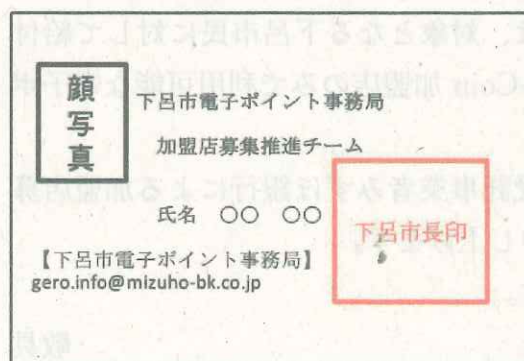 顔
写
真
下呂市電子ポイント事務局
加盟店募集推進チーム
氏名　〇〇　〇〇
下呂市長印
【下呂市電子ポイント事務局】
gero.info@mizuho-bk.co.jp